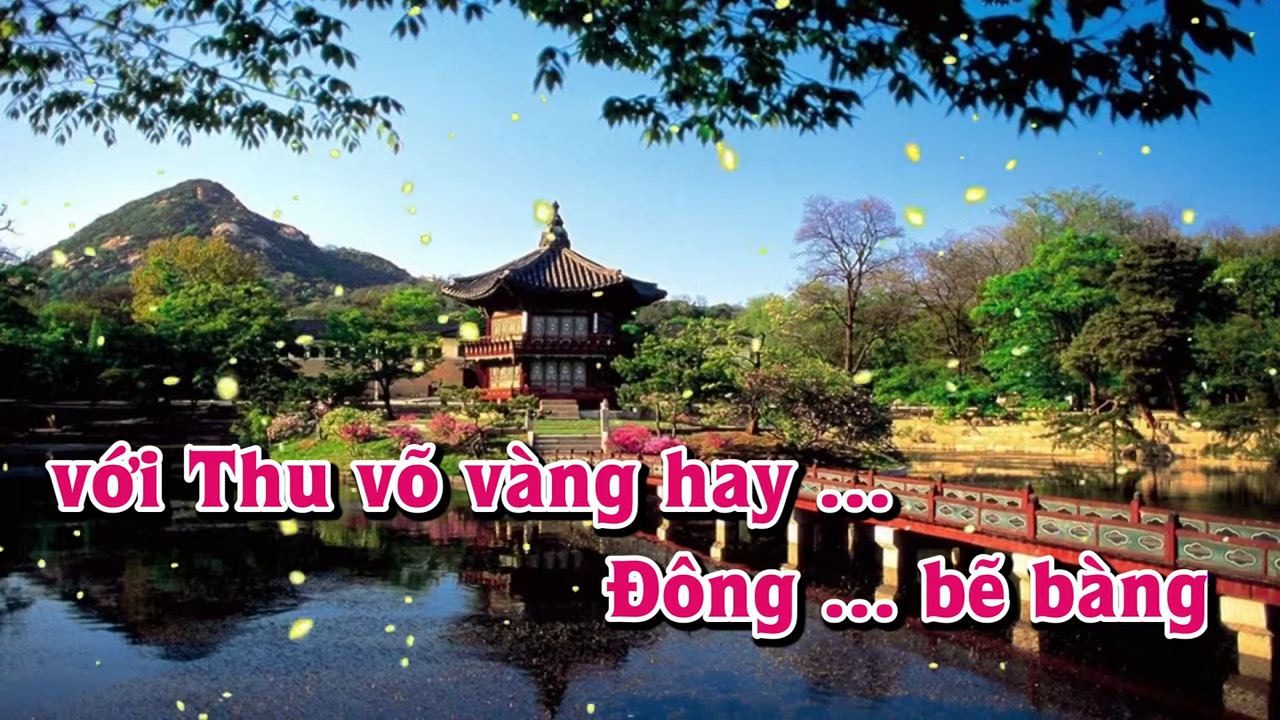 với Thu võ vàng hay ...
Đông ... bẽ bàng